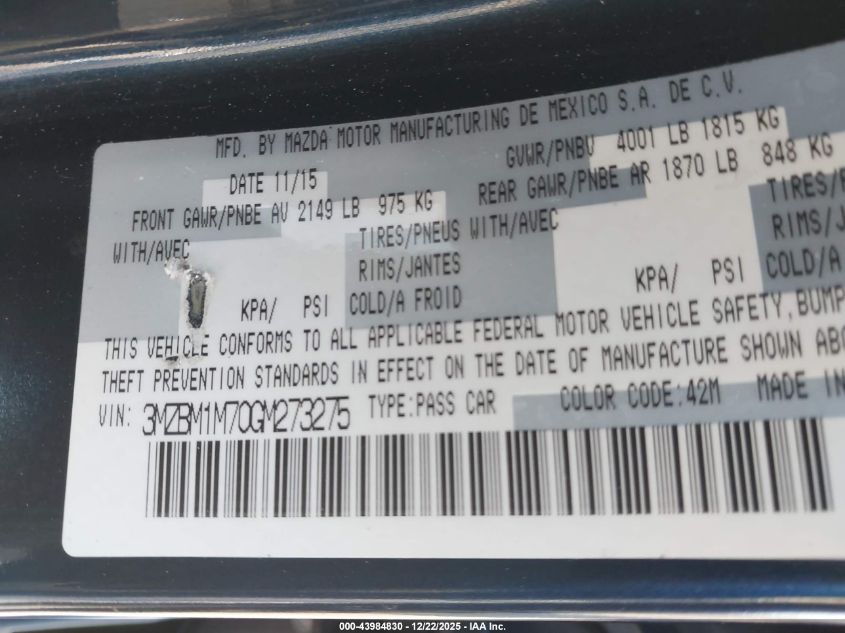 MFD. BY MAZDA MOTOR MANUFACTURING DE MEXICO S.A. DE C.V.
DATE 11/15 GVWR/PNBV 4001 LB 1815 KG
FRONT GAWR/PNBE AV 2149 LB 975 KG REAR GAWR/PNBE AR 1870 LB 848 KG
WITH/AVEC TIRES/PNEUS WITH/AVEC TIRES/
RIMS/JANTES RIMS/J
KPA/ PSI COLD/A FROID KPA/ PSI COLD/A
THIS VEHICLE CONFORMS TO ALL APPLICABLE FEDERAL MOTOR VEHICLE SAFETY, BUMP
THEFT PREVENTION STANDARDS IN EFFECT ON THE DATE OF MANUFACTURE SHOWN ABO
VIN: 3MZBM1M70GM273275 TYPE:PASS CAR COLOR CODE:42M MADE IN
000-43984830 - 12/22/2025 - IAA Inc.